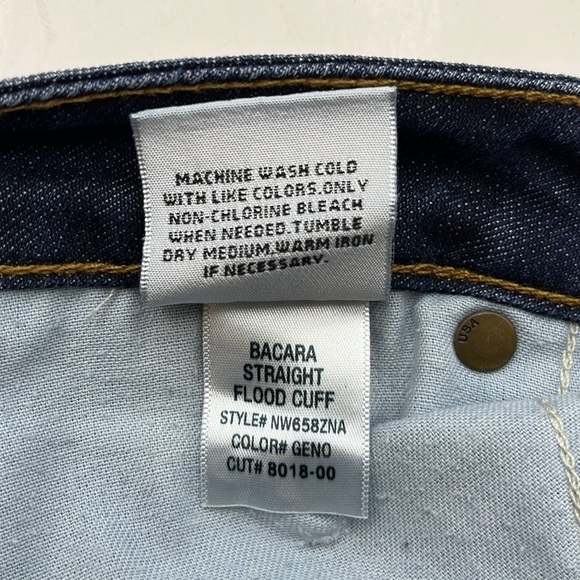 MACHINE WASH COLD
WITH LIKE COLORS.ONLY
NON-CHLORINE BLEACH
WHEN NEEDED.TUMBLE
DRY MEDIUM.WARM IRON
IF NECESSARY.
BACARA
STRAIGHT
FLOOD CUFF
STYLE# NW658ZNA
COLOR# GENO
CUT# 8018-00
USA